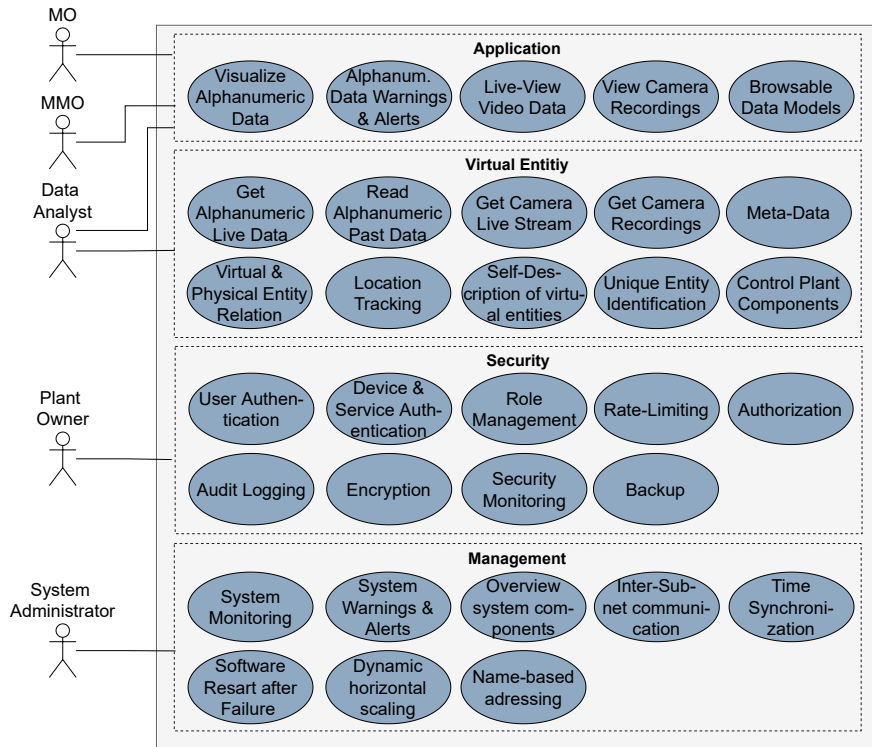 MO
MMO
Data
Analyst
Plant
Owner
System
Administrator
Application
Visualize
Alphanumeric
Data
Alphanum.
Data Warnings
& Alerts
Live-View
Video Data
View Camera
Recordings
Browsable
Data Models
Virtual Entitiy
Get
Alphanumeric
Live Data
Read
Alphanumeric
Past Data
Get Camera
Live Stream
Get Camera
Recordings
Meta-Data
Virtual &
Physical Entity
Relation
Location
Tracking
Self-Des-
cription of virtu-
al entities
Unique Entity
Identification
Control Plant
Components
Security
User Authen-
tication
Device &
Service Auth-
entication
Role
Management
Rate-Limiting
Authorization
Audit Logging
Encryption
Security
Monitoring
Backup
Management
System
Monitoring
System
Warnings &
Alerts
Overview
system com-
ponents
Inter-Sub-
net communi-
cation
Time
Synchroni-
zation
Software
Resart after
Failure
Dynamic
horizontal
scaling
Name-based
adressing